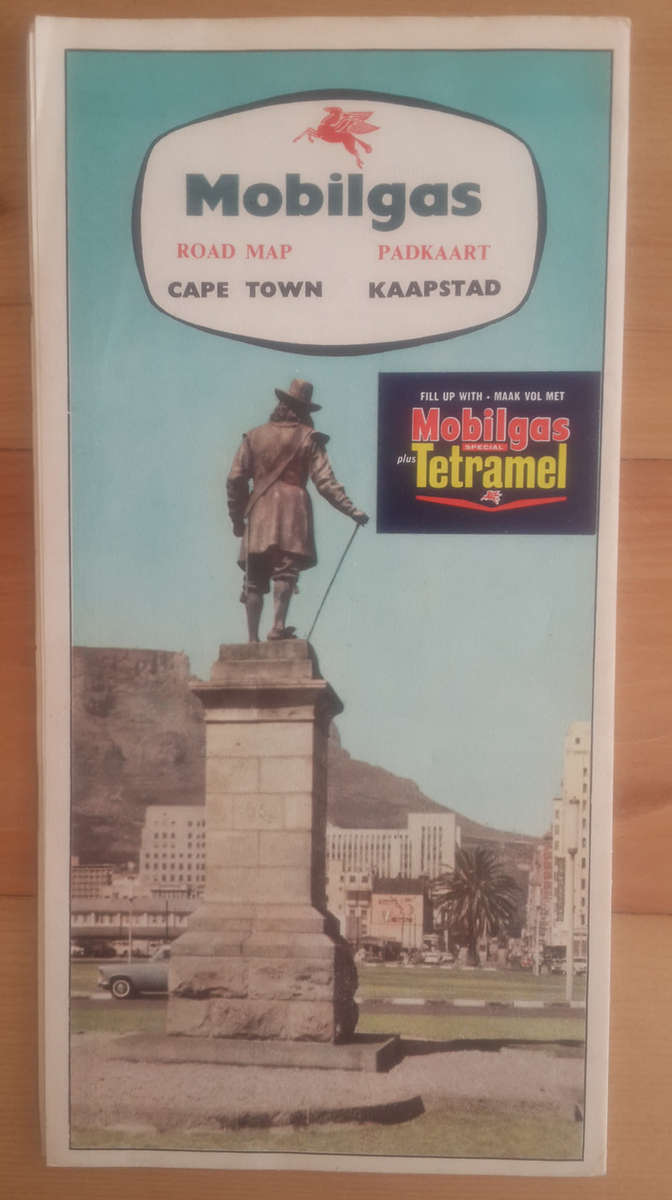 Mobilgas
ROAD MAP PADKAART
CAPE TOWN KAAPSTAD
FILL UP WITH • MAAK VOL MET
Mobilgas
SPECIAL
plus Tetramel